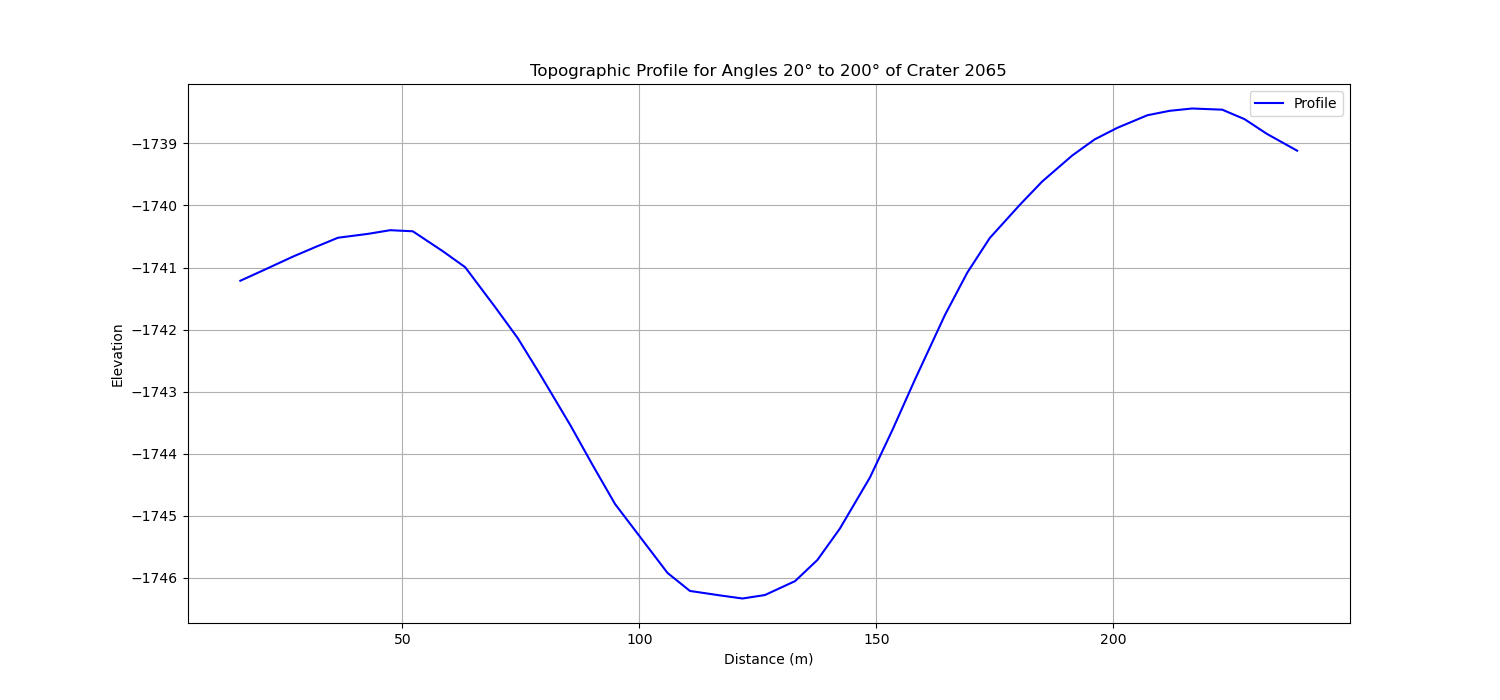 Topographic Profile for Angles 20° to 200° of Crater 2065
Profile
−1739
−1740
−1741
−1742
−1743
−1744
−1745
−1746
Elevation
50 100 150 200
Distance (m)